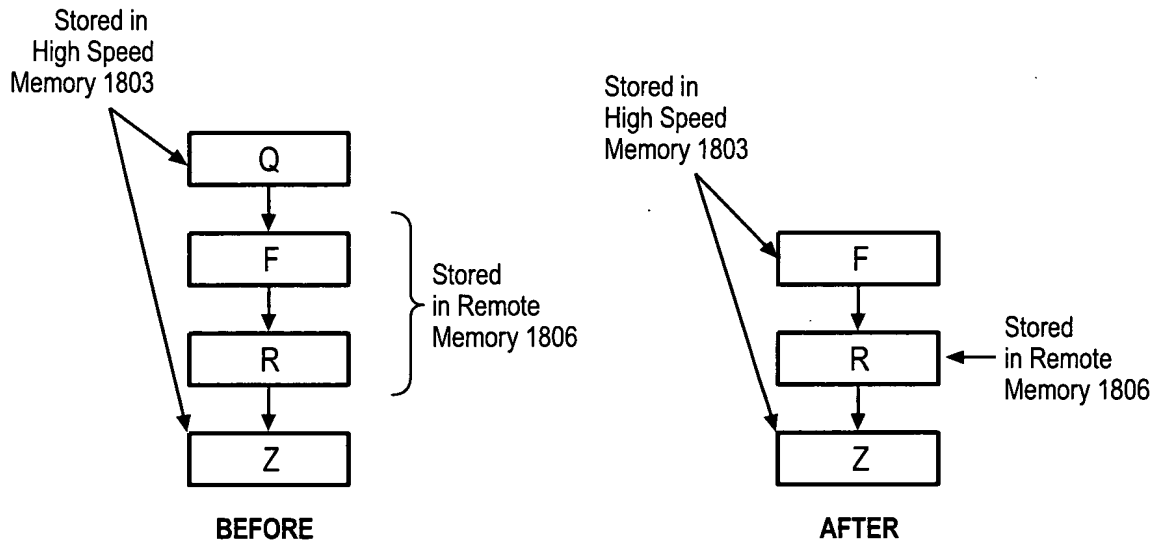 Stored in
High Speed
Memory 1803
Q
F
R
Z
Stored
in Remote
Memory 1806
BEFORE
Stored in
High Speed
Memory 1803
F
R
Z
Stored
in Remote
Memory 1806
AFTER